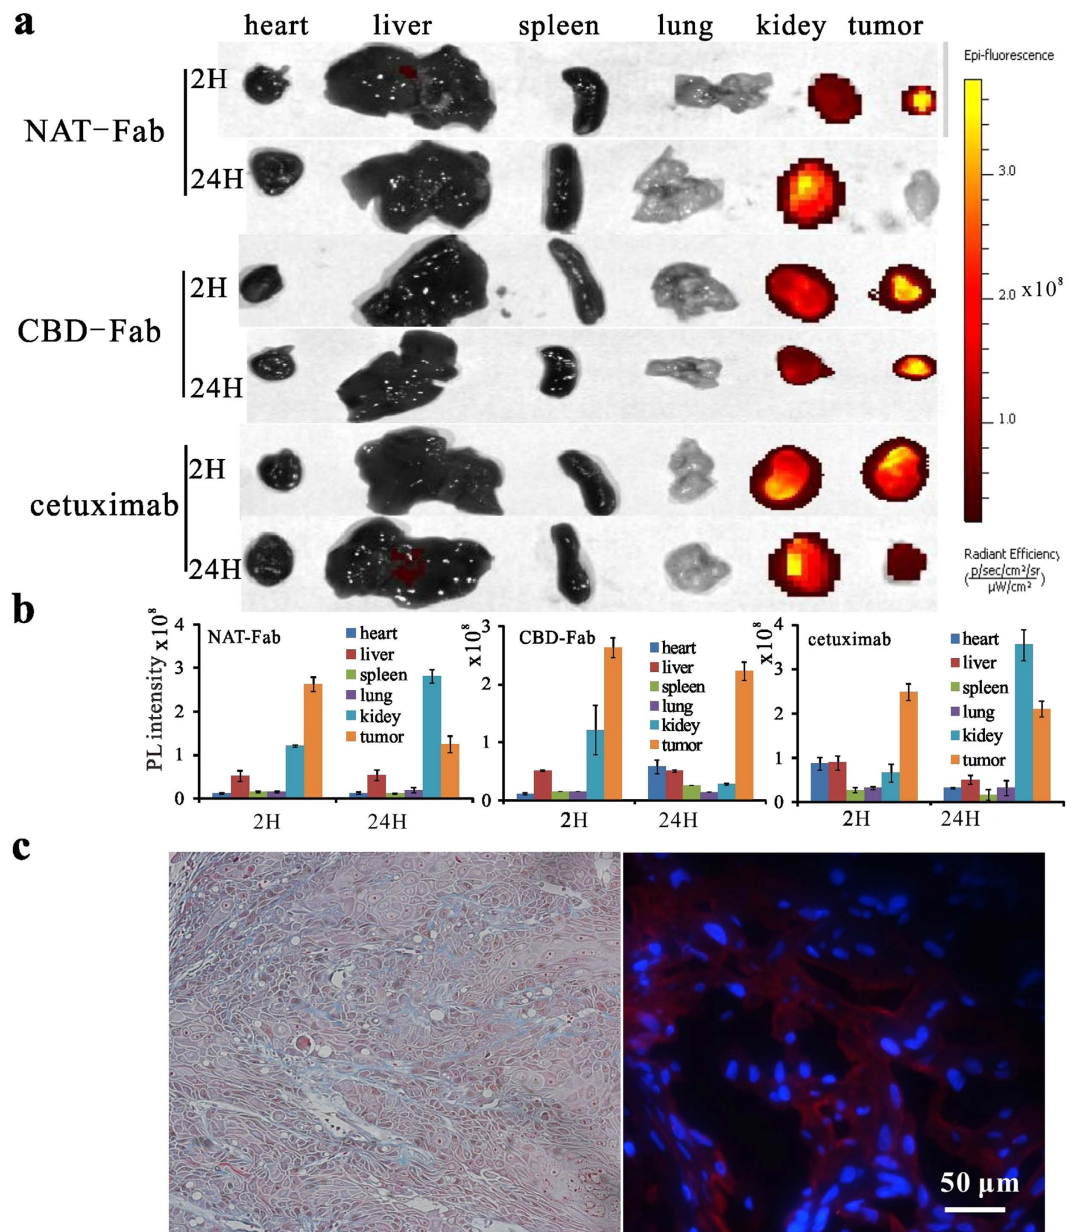 a
heart liver spleen lung kidey tumor
Epi-fluorescence
NAT-Fab
2H
24H
CBD-Fab
2H
24H
cetuximab
2H
24H
3.0
2.0
1.0
x10⁸
Radiant Efficiency
(p/sec/cm²/sr / µW/cm²)
b
PL intensity x10⁸
NAT-Fab
4
3
2
1
0
heart
liver
spleen
lung
kidey
tumor
2H 24H
x10⁸
CBD-Fab
3
2
1
0
heart
liver
spleen
lung
kidey
tumor
2H 24H
x10⁸
cetuximab
4
3
2
1
0
heart
liver
spleen
lung
kidey
tumor
2H 24H
c
50 µm